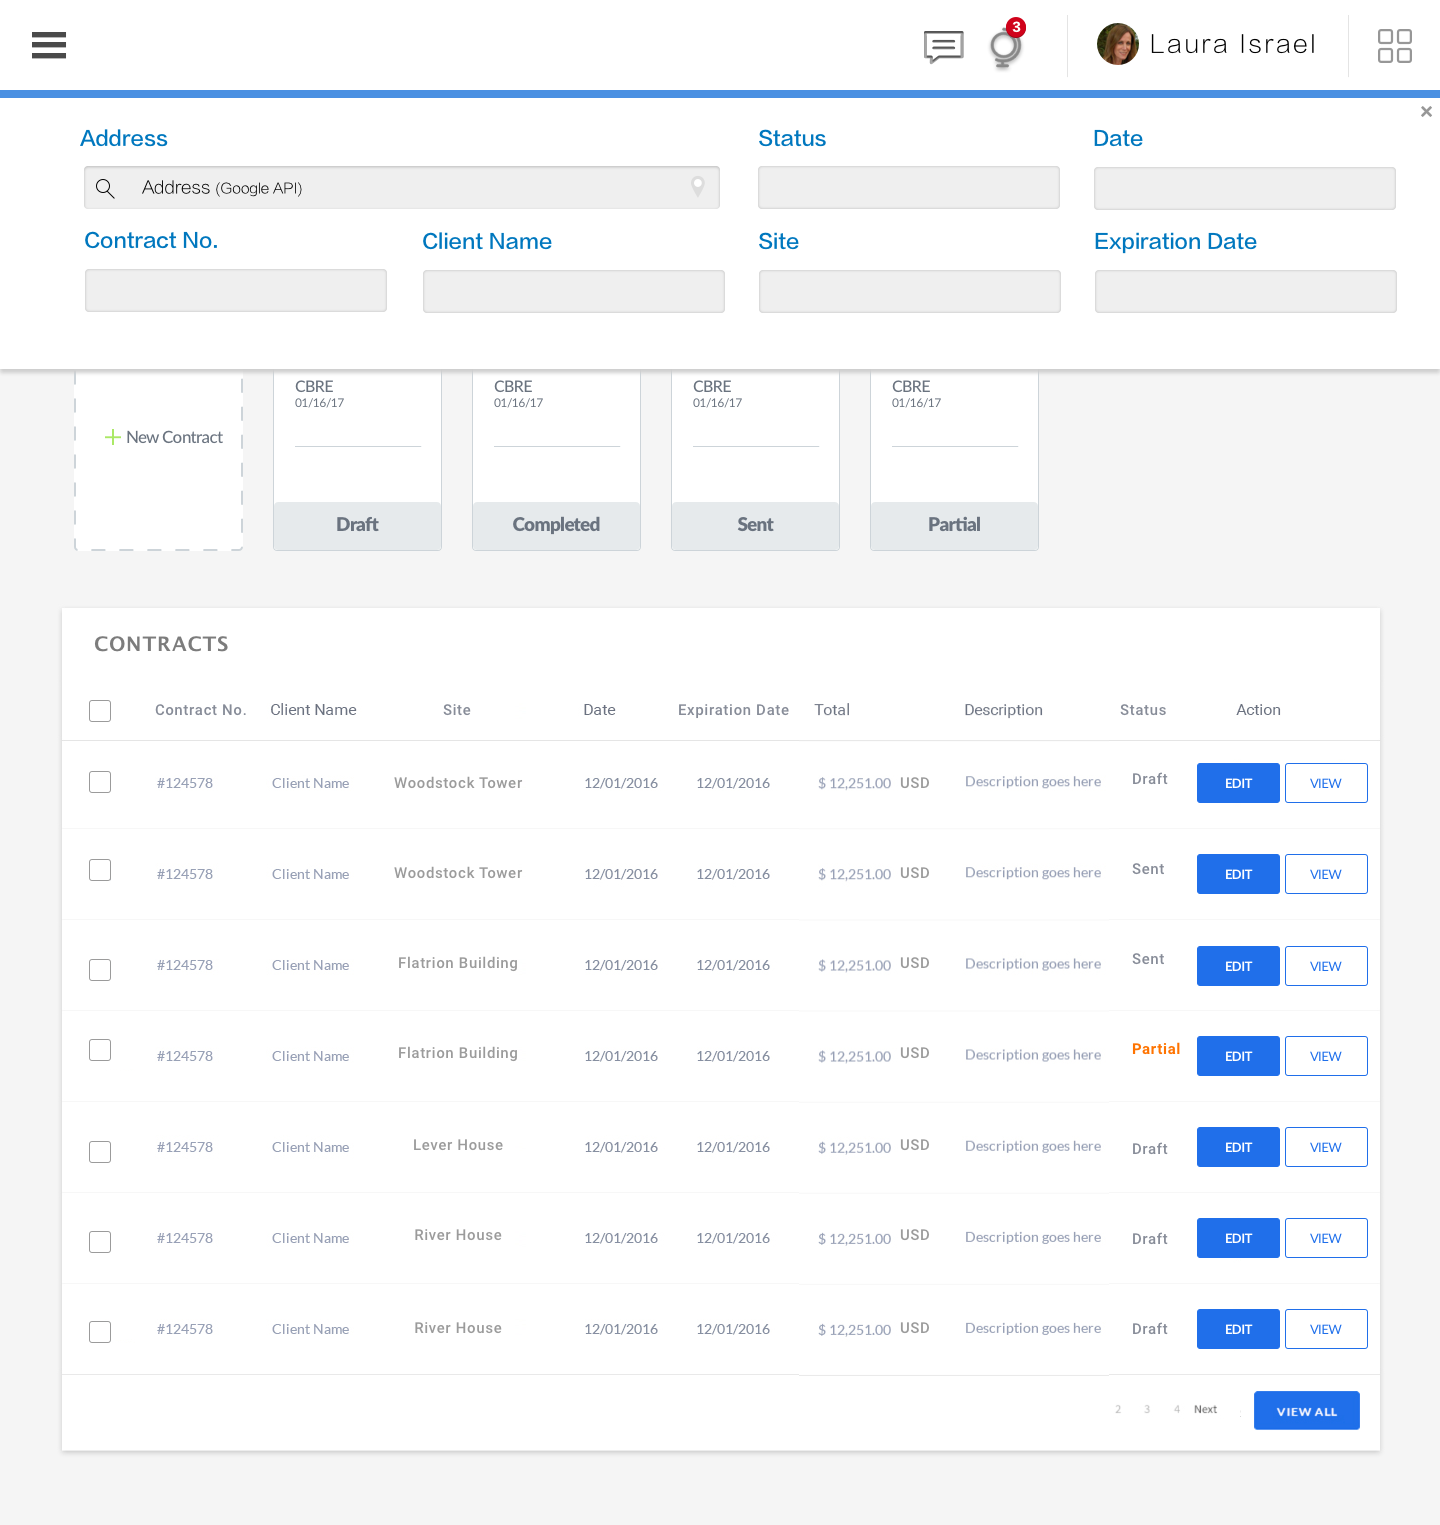 3
Laura Israel
×
Address Status Date
Address (Google API)
Contract No. Client Name Site Expiration Date
CBRE CBRE CBRE CBRE
01/16/17 01/16/17 01/16/17 01/16/17
+ New Contract
Draft Completed Sent Partial
CONTRACTS
Contract No. Client Name Site Date Expiration Date Total Description Status Action
#124578 Client Name Woodstock Tower 12/01/2016 12/01/2016 $ 12,251.00 USD Description goes here Draft EDIT VIEW
#124578 Client Name Woodstock Tower 12/01/2016 12/01/2016 $ 12,251.00 USD Description goes here Sent EDIT VIEW
#124578 Client Name Flatrion Building 12/01/2016 12/01/2016 $ 12,251.00 USD Description goes here Sent EDIT VIEW
#124578 Client Name Flatrion Building 12/01/2016 12/01/2016 $ 12,251.00 USD Description goes here Partial EDIT VIEW
#124578 Client Name Lever House 12/01/2016 12/01/2016 $ 12,251.00 USD Description goes here Draft EDIT VIEW
#124578 Client Name River House 12/01/2016 12/01/2016 $ 12,251.00 USD Description goes here Draft EDIT VIEW
#124578 Client Name River House 12/01/2016 12/01/2016 $ 12,251.00 USD Description goes here Draft EDIT VIEW
2 3 4 Next VIEW ALL